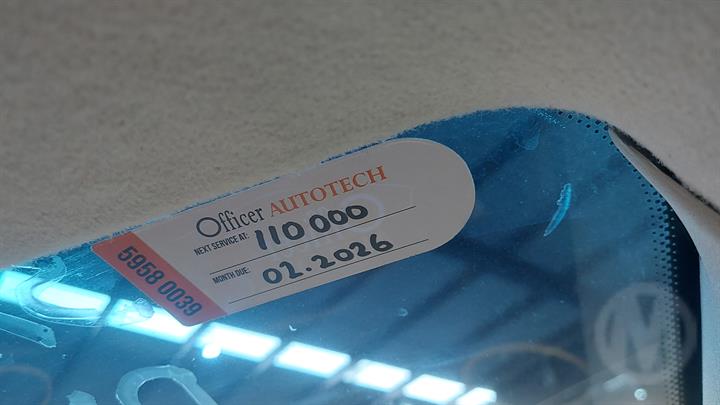 Officer AUTOTECH
NEXT SERVICE AT: 110 000
MONTH DUE: 02.2026
5958 0039
M